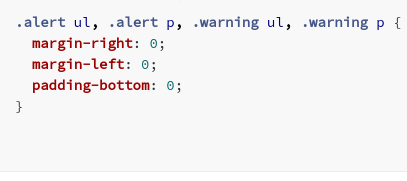 .alert ul, .alert p, .warning ul, .warning p {
  margin-right: 0;
  margin-left: 0;
  padding-bottom: 0;
}